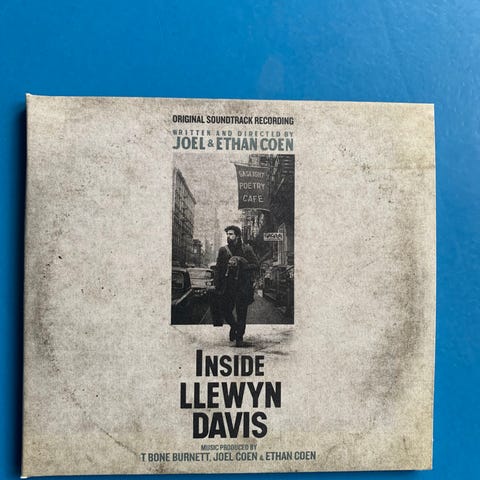 ORIGINAL SOUNDTRACK RECORDING
WRITTEN AND DIRECTED BY
JOEL & ETHAN COEN
GASLIGHT
POETRY
CAFE
INSIDE
LLEWYN
DAVIS
MUSIC PRODUCED BY
T BONE BURNETT, JOEL COEN & ETHAN COEN